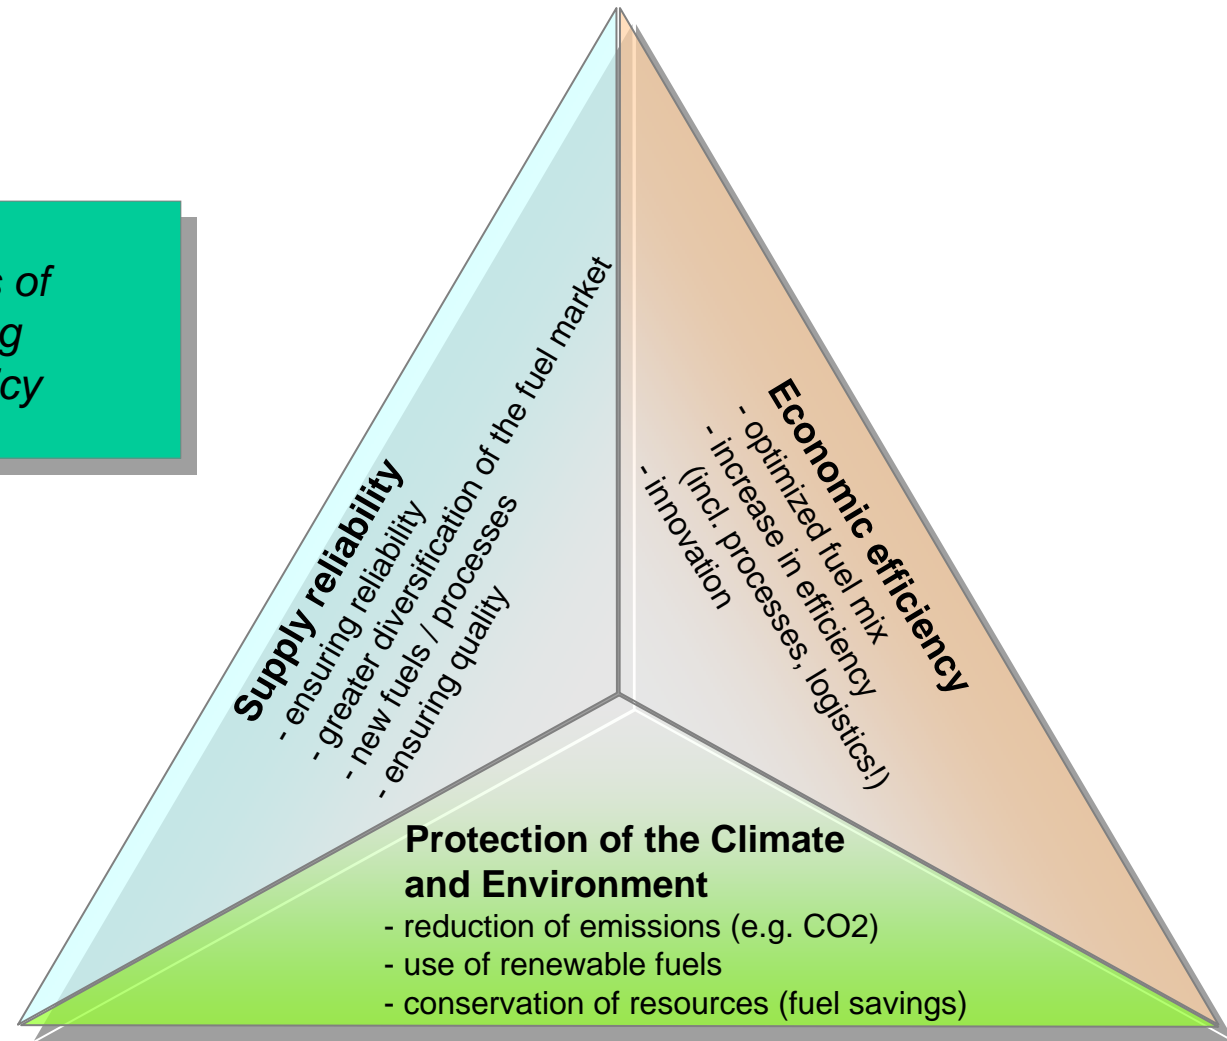 of
icy
Supply reliability
- ensuring reliability
- greater diversification of the fuel market
- new fuels / processes
- ensuring quality
Economic efficiency
- optimized fuel mix
- increase in efficiency
(incl. processes, logistics!)
- innovation
Protection of the Climate
and Environment
- reduction of emissions (e.g. CO2)
- use of renewable fuels
- conservation of resources (fuel savings)